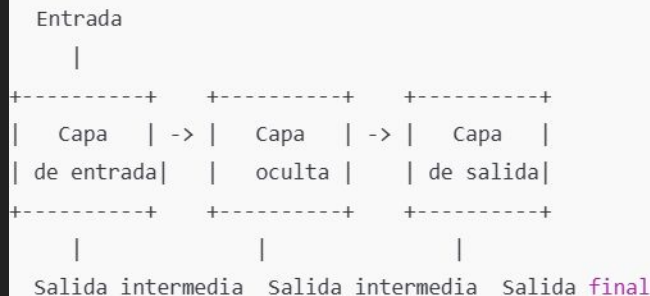 Entrada
|
+----------+ +----------+ +----------+
| Capa | -> | Capa | -> | Capa |
| de entrada| | oculta | | de salida|
+----------+ +----------+ +----------+
| | |
Salida intermedia Salida intermedia Salida final